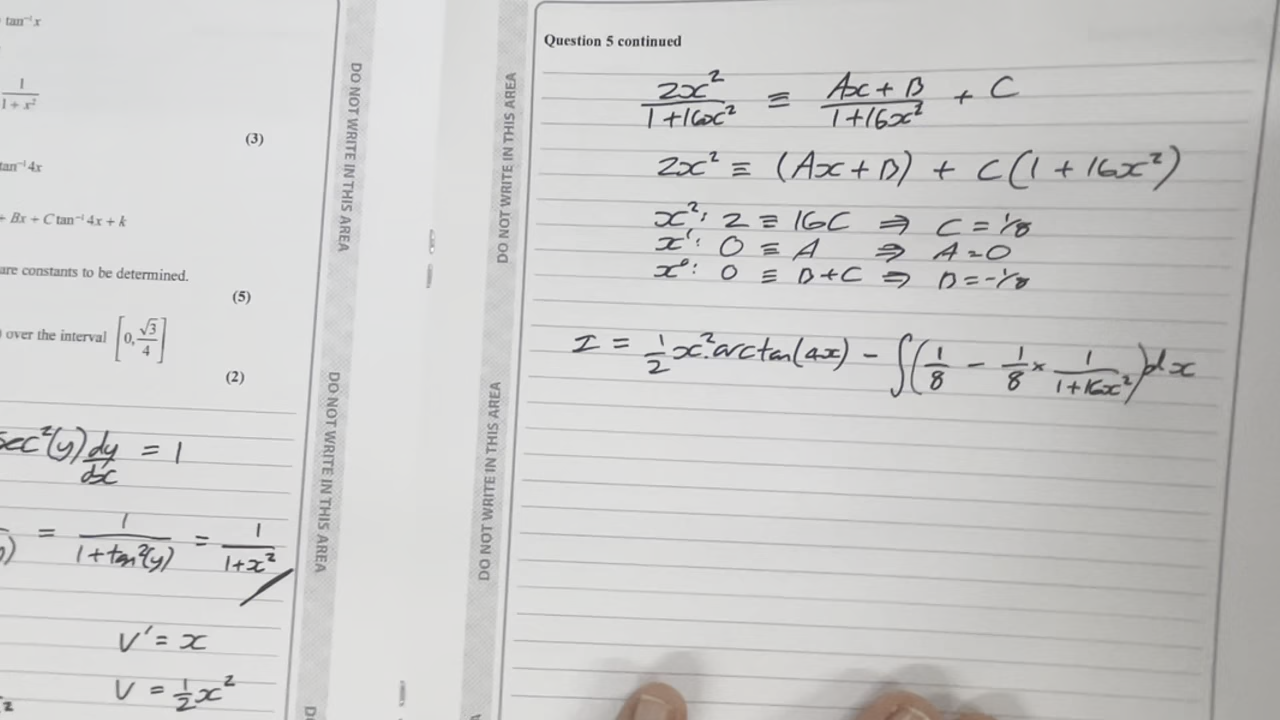 tan⁻¹x
1/(1 + x²)
(3)
tan⁻¹4x
+ Bx + C tan⁻¹4x + k
are constants to be determined.
(5)
over the interval [0, √3/4]
(2)
sec²(y) dy/dx = 1
= 1/(1+tan²(y)) = 1/(1+x²)
V' = x
V = ½x²
DO NOT WRITE IN THIS AREA
DO NOT WRITE IN THIS AREA
DO NOT WRITE IN THIS AREA
DO NOT WRITE IN THIS AREA
Question 5 continued
2x²/(1+16x²) ≡ (Ax+B)/(1+16x²) + C
2x² ≡ (Ax+B) + C(1+16x²)
x²: 2 ≡ 16C ⇒ C = 1/8
x¹: 0 ≡ A ⇒ A=0
x⁰: 0 ≡ B+C ⇒ B=-1/8
I = ½x²arctan(4x) - ∫(1/8 - 1/8 × 1/(1+16x²))dx